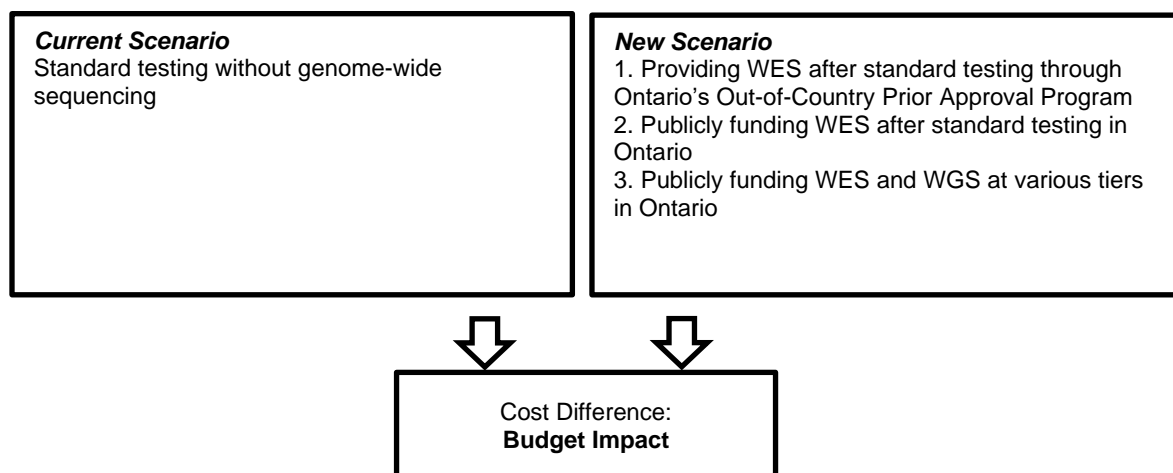 Current Scenario
Standard testing without genome-wide
sequencing
New Scenario
1. Providing WES after standard testing through
Ontario’s Out-of-Country Prior Approval Program
2. Publicly funding WES after standard testing in
Ontario
3. Publicly funding WES and WGS at various tiers
in Ontario
Cost Difference:
Budget Impact